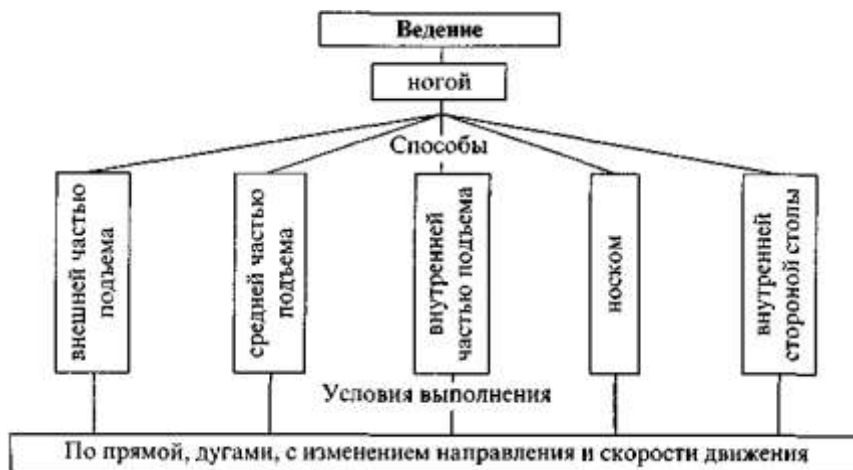 Ведение
ногой
Способы
внешней частью
подъема
средней частью
подъема
внутренней
частью подъема
носком
внутренней
стороной стопы
Условия выполнения
По прямой, дугами, с изменением направления и скорости движения